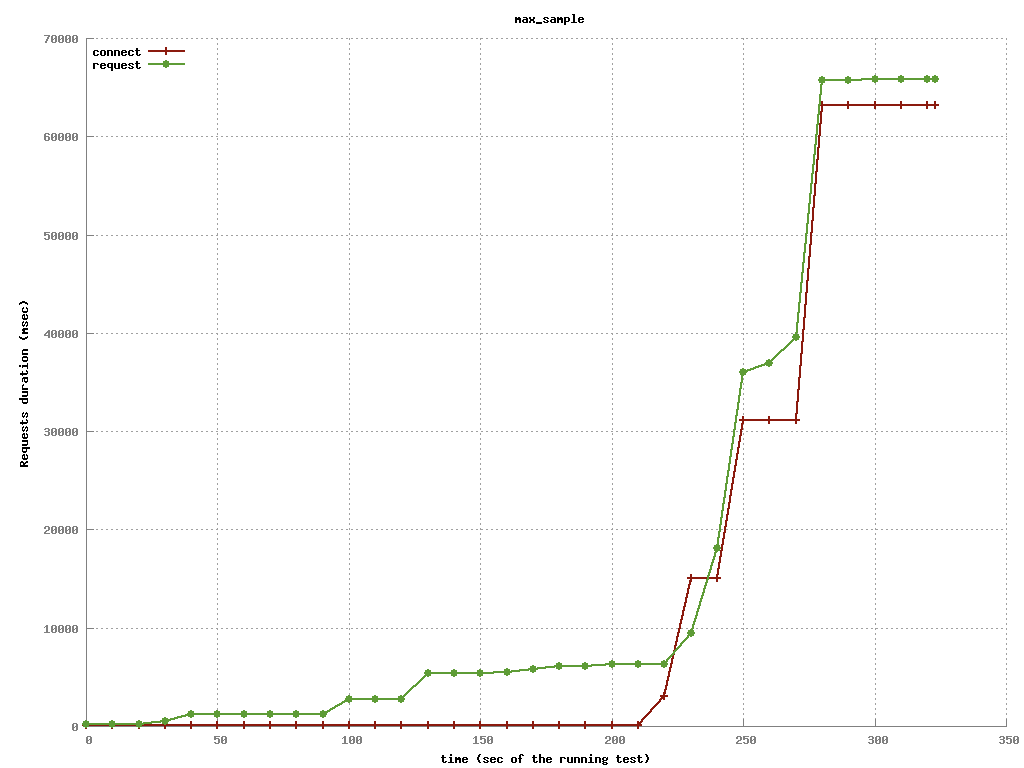 max_sample
connect
request
70000
60000
50000
40000
30000
20000
10000
0
Requests duration (msec)
0 50 100 150 200 250 300 350
time (sec of the running test)